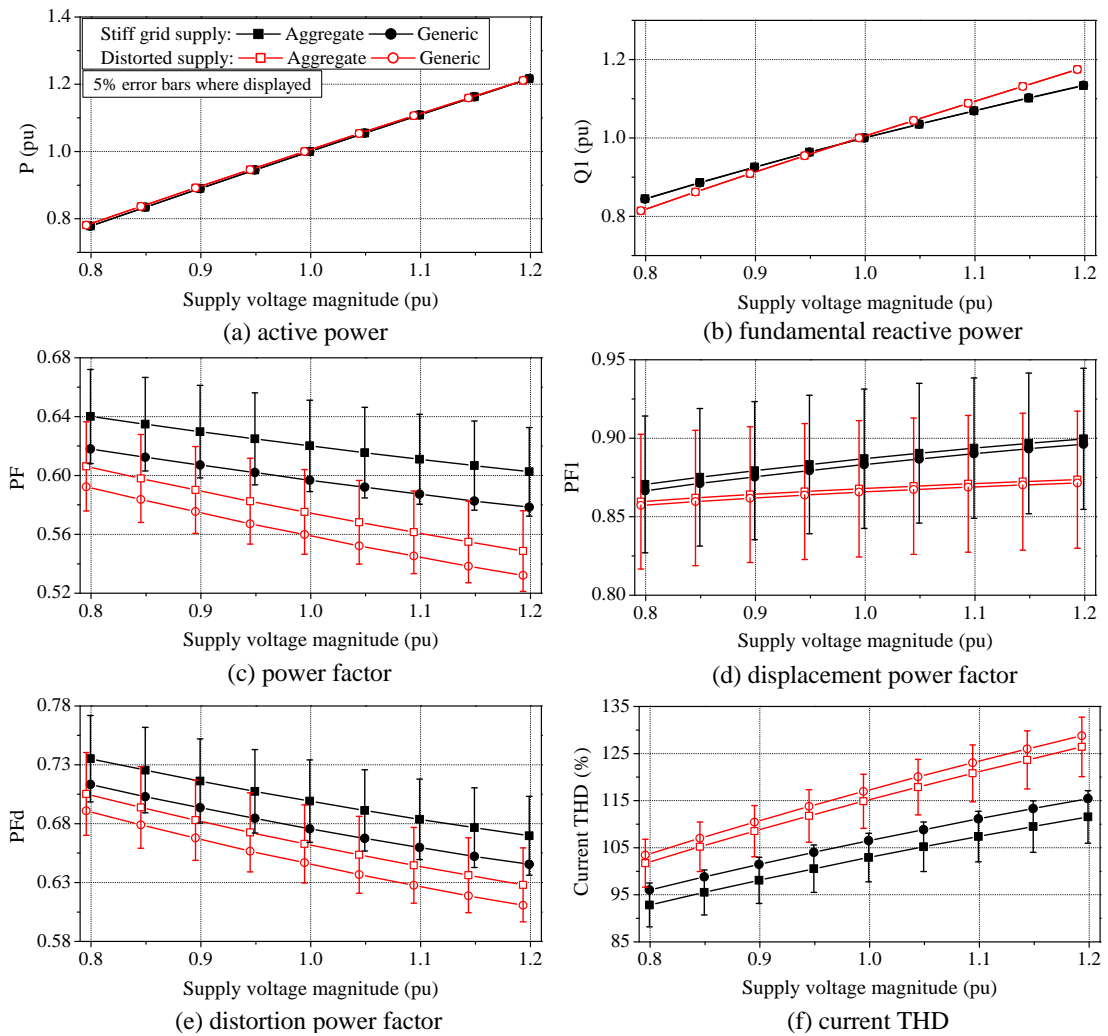 1.4
1.2
1.0
0.8
P (pu)
Stiff grid supply: Aggregate Generic
Distorted supply: Aggregate Generic
5% error bars where displayed
0.8 0.9 1.0 1.1 1.2
Supply voltage magnitude (pu)
(a) active power
1.2
1.0
0.8
Q1 (pu)
0.8 0.9 1.0 1.1 1.2
Supply voltage magnitude (pu)
(b) fundamental reactive power
0.68
0.64
0.60
0.56
0.52
PF
0.8 0.9 1.0 1.1 1.2
Supply voltage magnitude (pu)
(c) power factor
0.95
0.90
0.85
0.80
PF1
0.8 0.9 1.0 1.1 1.2
Supply voltage magnitude (pu)
(d) displacement power factor
0.78
0.73
0.68
0.63
0.58
PFd
0.8 0.9 1.0 1.1 1.2
Supply voltage magnitude (pu)
(e) distortion power factor
135
125
115
105
95
85
Current THD (%)
0.8 0.9 1.0 1.1 1.2
Supply voltage magnitude (pu)
(f) current THD